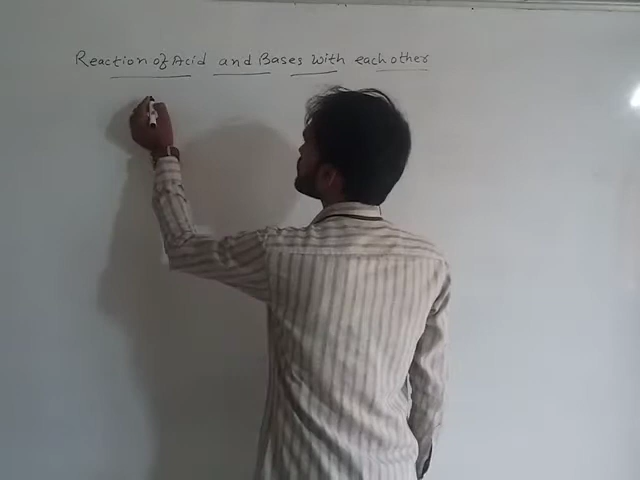 Reaction of Acid and Bases With each other